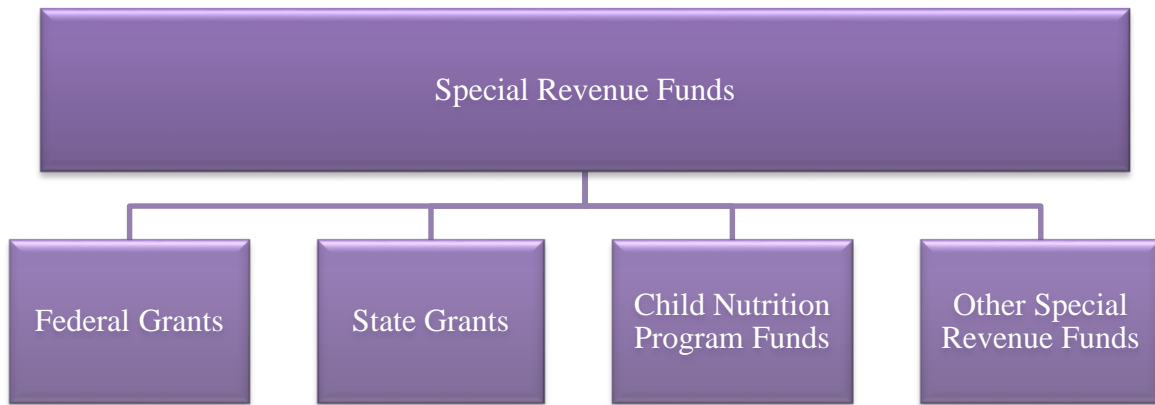 Special Revenue Funds
Federal Grants
State Grants
Child Nutrition
Program Funds
Other Special
Revenue Funds